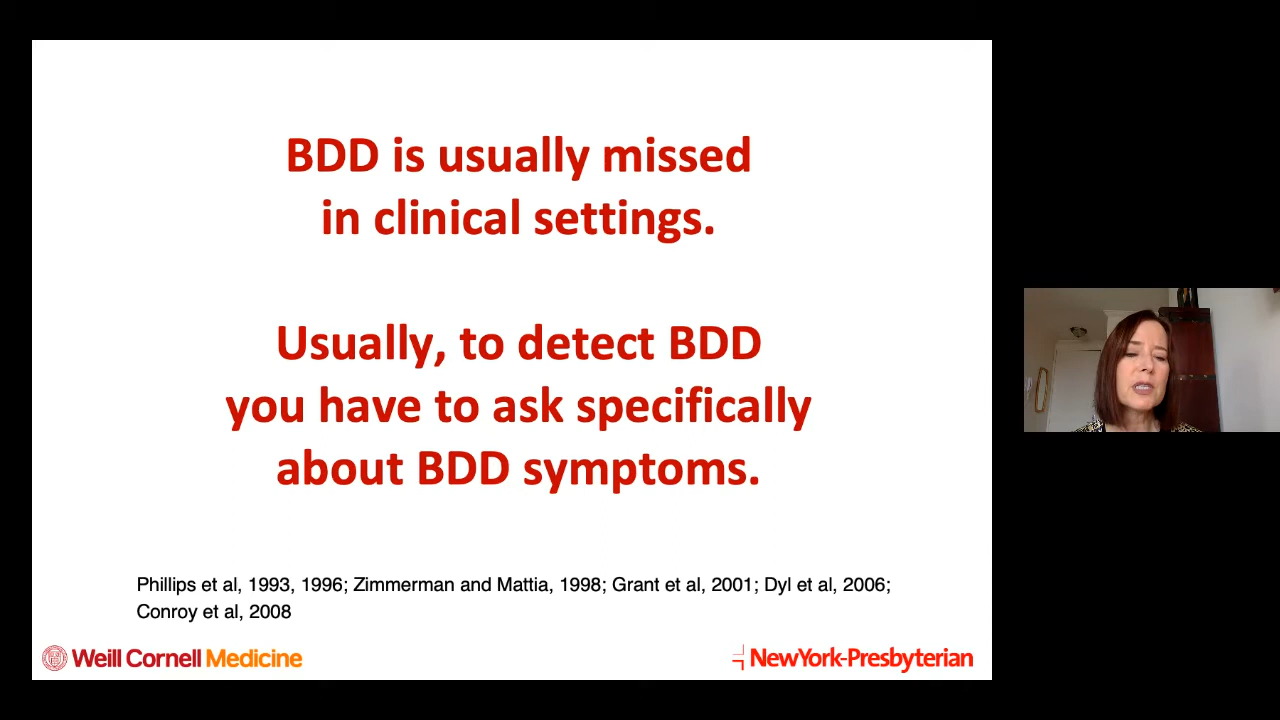 BDD is usually missed
in clinical settings.
Usually, to detect BDD
you have to ask specifically
about BDD symptoms.
Phillips et al, 1993, 1996; Zimmerman and Mattia, 1998; Grant et al, 2001; Dyl et al, 2006;
Conroy et al, 2008
Weill Cornell Medicine
NewYork-Presbyterian